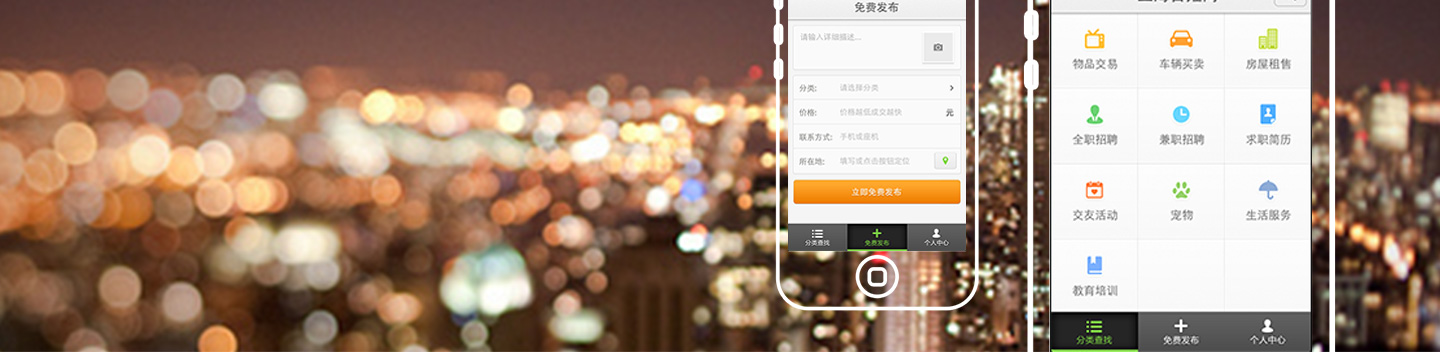 免费发布
请输入详细描述...
分类: 请选择分类
价格: 价格越低成交越快 元
联系方式: 手机或座机
所在地: 填写或点击按钮定位
立即免费发布
分类查找 免费发布 个人中心
物品交易 车辆买卖 房屋租售
全职招聘 兼职招聘 求职简历
交友活动 宠物 生活服务
教育培训
分类查找 免费发布 个人中心